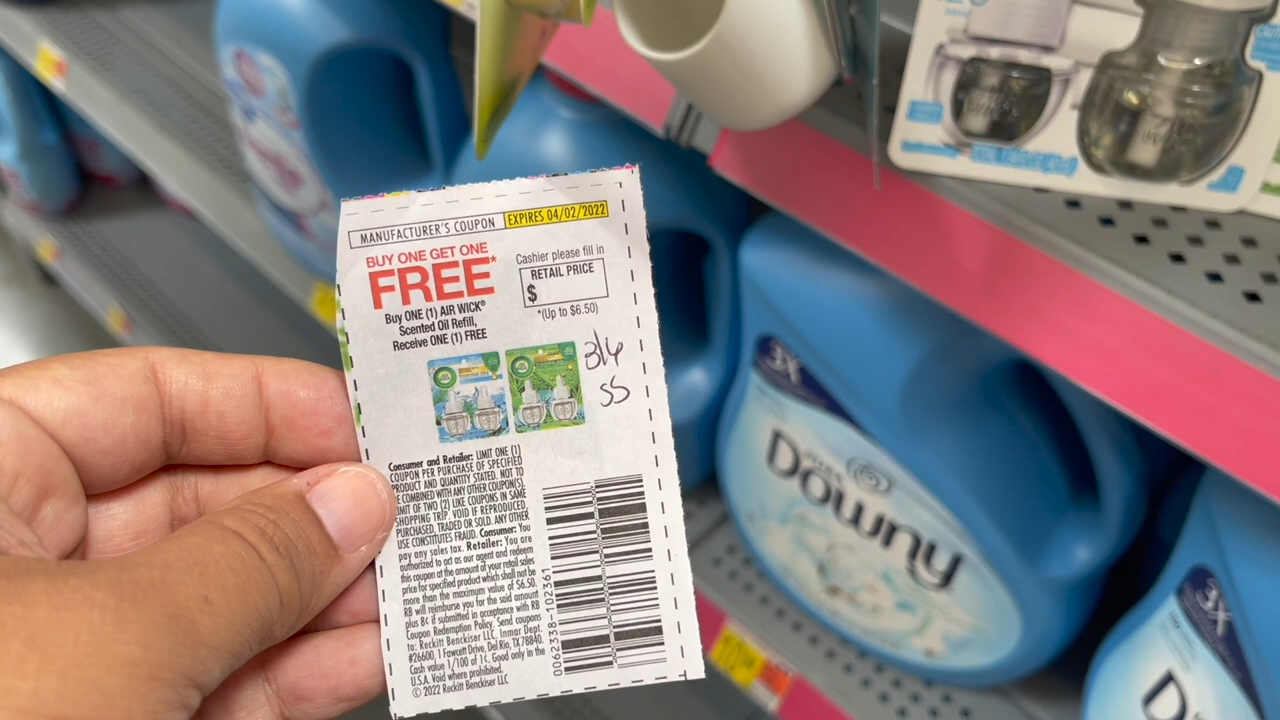 MANUFACTURER'S COUPON EXPIRES 04/02/2022
BUY ONE GET ONE
FREE*
Buy ONE (1) AIR WICK®
Scented Oil Refill,
Receive ONE (1) FREE
Cashier please fill in
RETAIL PRICE
$
*(Up to $6.50)
3/6
SS
Consumer and Retailer: LIMIT ONE (1)
COUPON PER PURCHASE OF SPECIFIED
PRODUCT AND QUANTITY STATED. NOT TO
BE COMBINED WITH ANY OTHER COUPON(S).
LIMIT OF TWO (2) LIKE COUPONS IN SAME
SHOPPING TRIP. VOID IF REPRODUCED,
PURCHASED, TRADED OR SOLD. ANY OTHER
USE CONSTITUTES FRAUD. Consumer: You
pay any sales tax. Retailer: You are
authorized to act as our agent and redeem
this coupon at the amount of your retail sales
price for specified product which shall not be
more than the maximum value of $6.50.
RB will reimburse you for the said amount
plus 8¢ if submitted in acceptance with RB
Coupon Redemption Policy. Send coupons
to: Reckitt Benckiser LLC, Inmar Dept.
#26600, 1 Fawcett Drive, Del Rio, TX 78840.
Cash value 1/100 of 1¢. Good only in the
U.S.A. Void where prohibited.
© 2022 Reckitt Benckiser LLC
0062338-102361
3X
Downy
3X